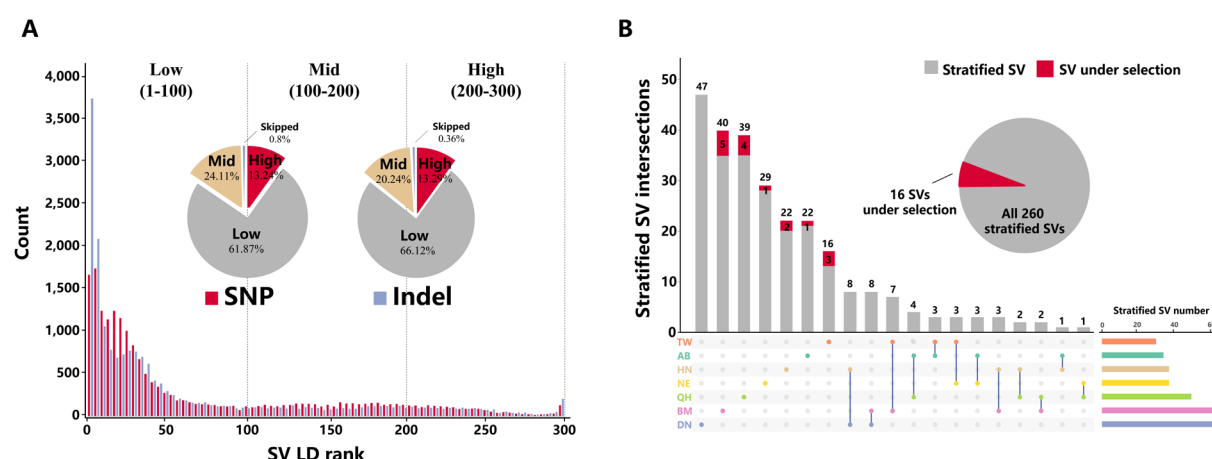 A
Low
(1-100)
Mid
(100-200)
High
(200-300)
Count
4,000
3,500
3,000
2,500
2,000
1,500
1,000
500
0
Skipped
0.8%
Mid
24.11%
High
13.24%
Low
61.87%
Skipped
0.36%
Mid
20.24%
High
13.29%
Low
66.12%
SNP
Indel
0
50
100
150
200
250
300
SV LD rank
B
Stratified SV
SV under selection
Stratified SV intersections
50
40
30
20
10
0
47
40
5
39
4
29
1
22
2
22
1
16
3
8
8
7
4
3
3
3
3
2
2
1
1
16 SVs
under selection
All 260
stratified SVs
Stratified SV number
0
20
40
6
TW
AB
HN
NE
QH
BM
DN